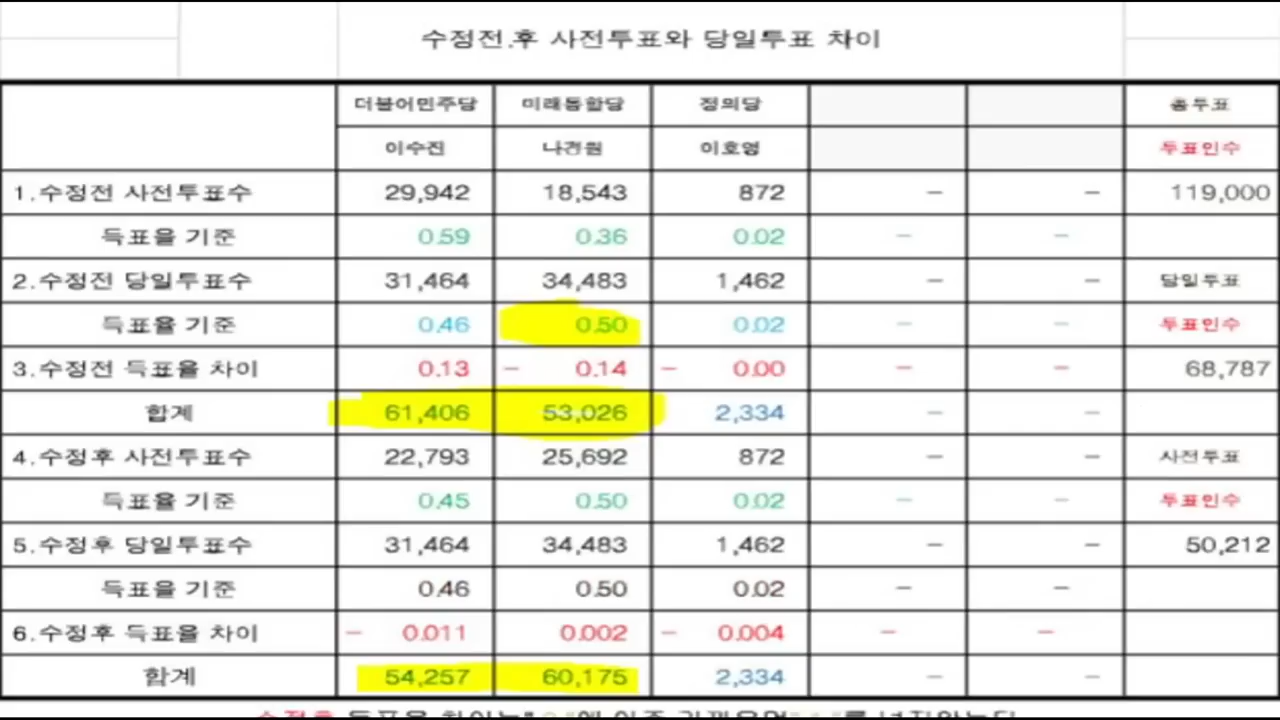 수정전.후 사전투표와 당일투표 차이
더불어민주당 미래통합당 정의당 총투표
이수진 나경원 이호영 투표인수
1.수정전 사전투표수 29,942 18,543 872 - - 119,000
득표율 기준 0.59 0.36 0.02 - -
2.수정전 당일투표수 31,464 34,483 1,462 - - 당일투표
득표율 기준 0.46 0.50 0.02 - - 투표인수
3.수정전 득표율 차이 0.13 - 0.14 - 0.00 - - 68,787
합계 61,406 53,026 2,334 - -
4.수정후 사전투표수 22,793 25,692 872 - - 사전투표
득표율 기준 0.45 0.50 0.02 - - 투표인수
5.수정후 당일투표수 31,464 34,483 1,462 - - 50,212
득표율 기준 0.46 0.50 0.02 - -
6.수정후 득표율 차이 - 0.011 0.002 - 0.004 - -
합계 54,257 60,175 2,334 - -